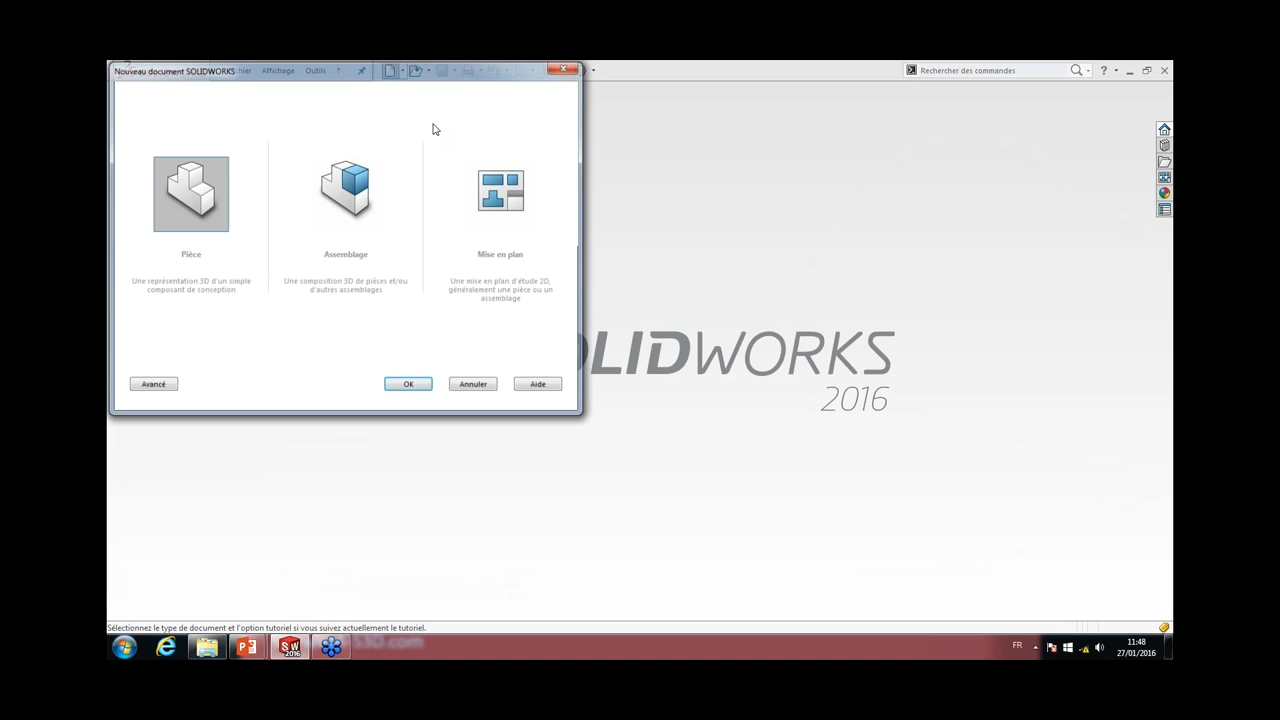 Nouveau document SOLIDWORKS
Affichage
Outils
?
Rechercher des commandes
?
Pièce
Assemblage
Mise en plan
Une représentation 3D d'un simple
composant de conception
Une composition 3D de pièces et/ou
d'autres assemblages
Une mise en plan d'étude 2D,
généralement une pièce ou un
assemblage
Avancé
OK
Annuler
Aide
OLIDWORKS
2016
Sélectionnez le type de document et l'option tutoriel si vous suivez actuellement le tutoriel.
SW
2016
FR
11:48
27/01/2016